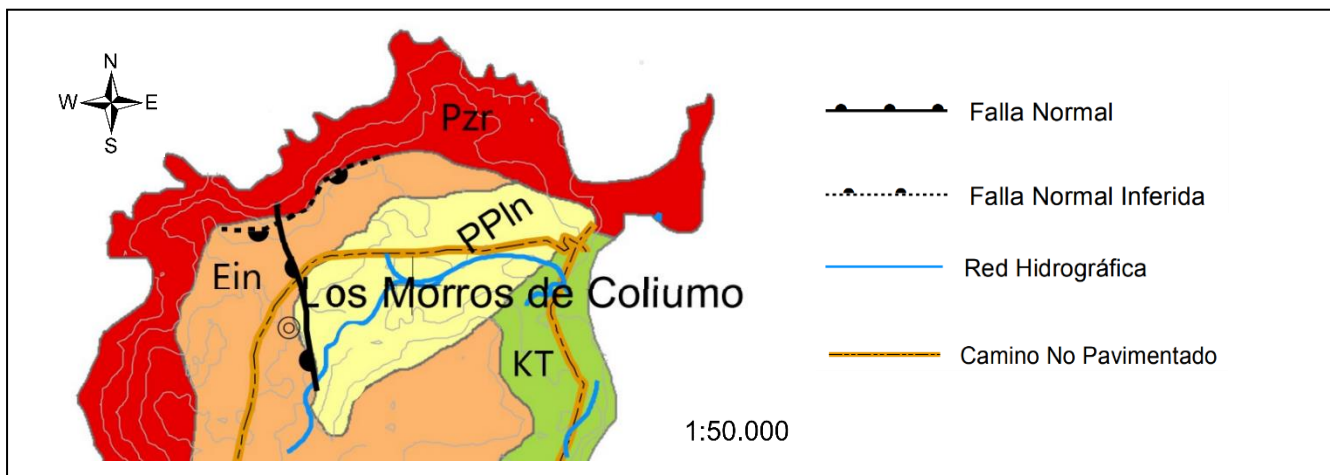 N
W E
S
Pzr
PPln
Ein
Los Morros de Coliumo
KT
1:50.000
Falla Normal
Falla Normal Inferida
Red Hidrográfica
Camino No Pavimentado